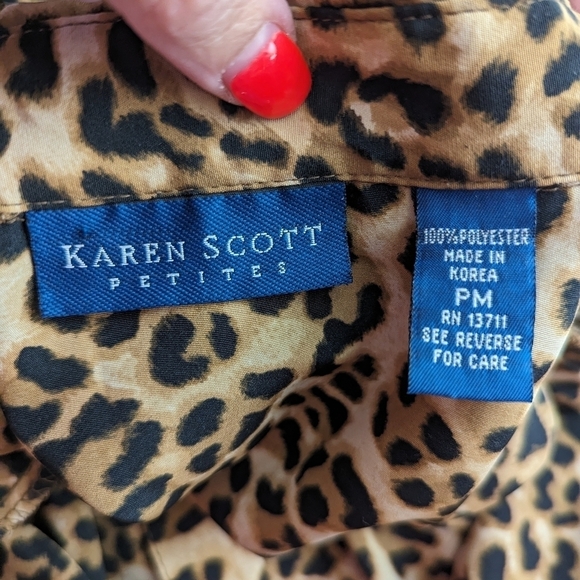 KAREN SCOTT
PETITES
100%POLYESTER
MADE IN
KOREA
PM
RN 13711
SEE REVERSE
FOR CARE